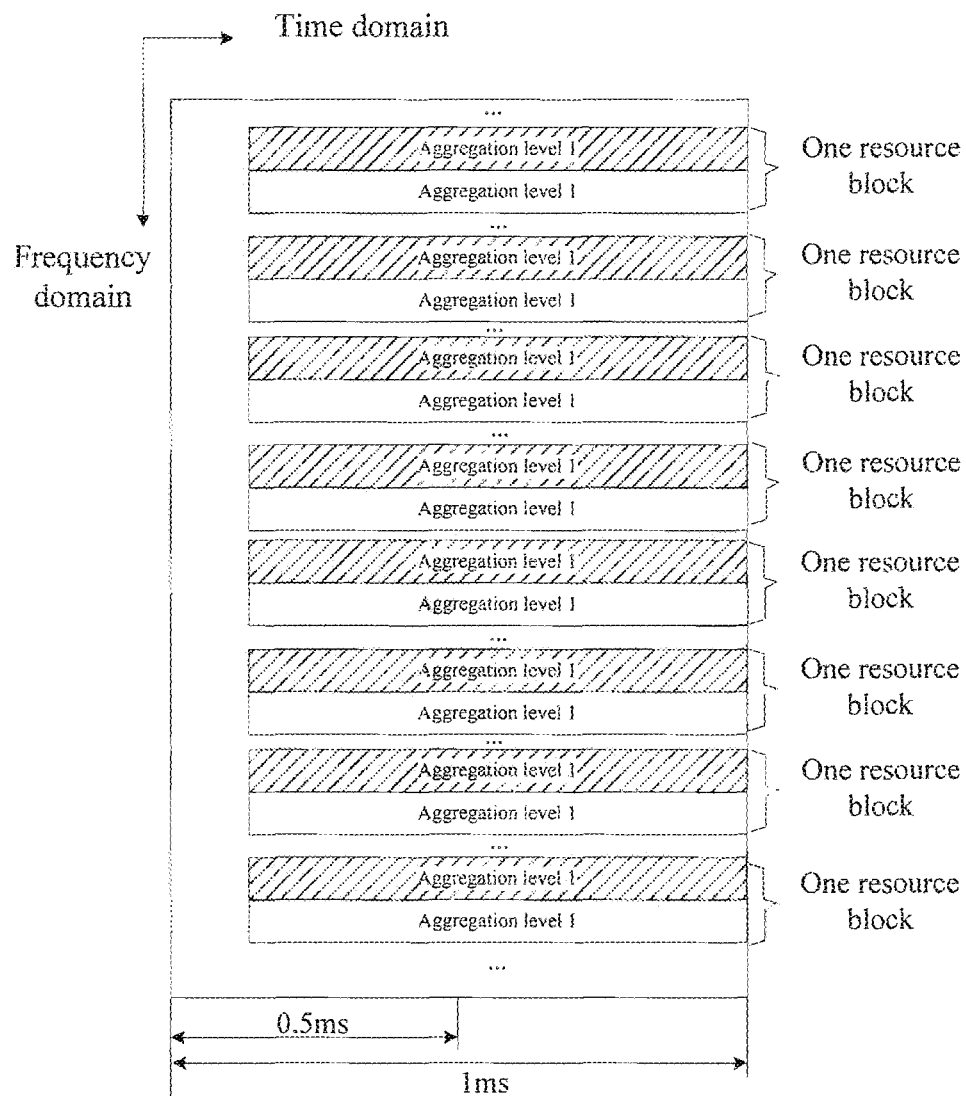 Time domain
Frequency
domain
...
Aggregation level 1
Aggregation level 1
One resource
block
...
Aggregation level 1
Aggregation level 1
One resource
block
...
Aggregation level 1
Aggregation level 1
One resource
block
...
Aggregation level 1
Aggregation level 1
One resource
block
Aggregation level 1
Aggregation level 1
One resource
block
...
Aggregation level 1
Aggregation level 1
One resource
block
...
Aggregation level 1
Aggregation level 1
One resource
block
...
Aggregation level 1
Aggregation level 1
One resource
block
...
0.5ms
1ms